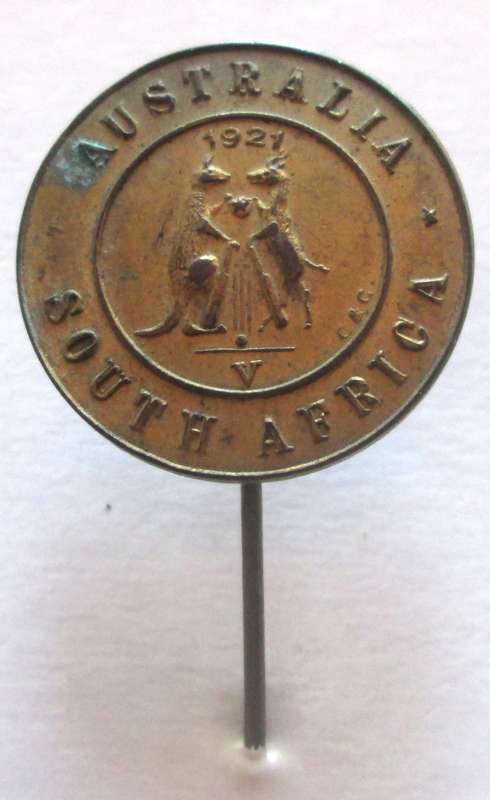 AUSTRALIA
1921
C & G.
V
SOUTH AFRICA